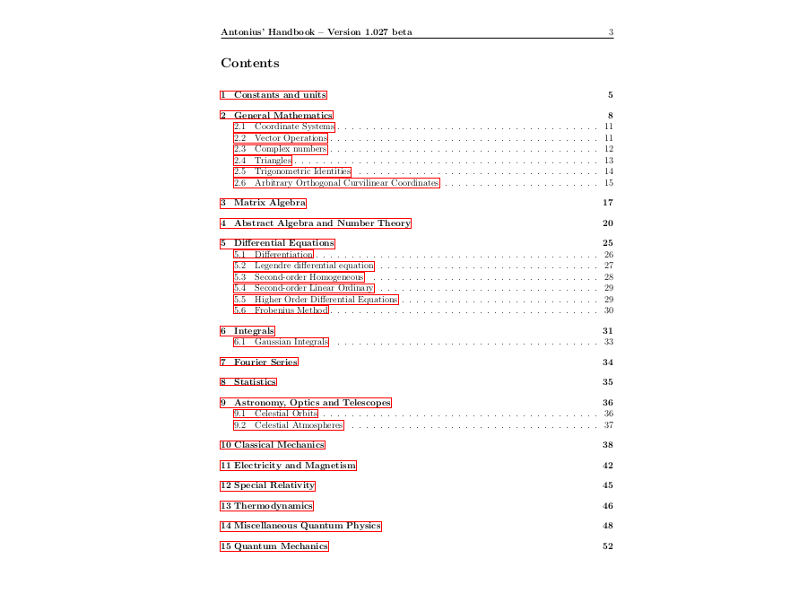 Antonius' Handbook – Version 1.027 beta 3
Contents
1 Constants and units 5
2 General Mathematics 8
2.1 Coordinate Systems . . . . . . . . . . . . . . . . . . . . . . . . . . . . . . 11
2.2 Vector Operations . . . . . . . . . . . . . . . . . . . . . . . . . . . . . . 11
2.3 Complex numbers . . . . . . . . . . . . . . . . . . . . . . . . . . . . . . 12
2.4 Triangles . . . . . . . . . . . . . . . . . . . . . . . . . . . . . . 13
2.5 Trigonometric Identities . . . . . . . . . . . . . . . . . . . . . . . . . . . . . . 14
2.6 Arbitrary Orthogonal Curvilinear Coordinates . . . . . . . . . . . . . . . . . . . . 15
3 Matrix Algebra 17
4 Abstract Algebra and Number Theory 20
5 Differential Equations 25
5.1 Differentiation . . . . . . . . . . . . . . . . . . . . . . . . . . . . . . 26
5.2 Legendre differential equation . . . . . . . . . . . . . . . . . . . . . . . . . . 27
5.3 Second-order Homogeneous . . . . . . . . . . . . . . . . . . . . . . . . . . 28
5.4 Second-order Linear Ordinary . . . . . . . . . . . . . . . . . . . . . . . . . . 29
5.5 Higher Order Differential Equations . . . . . . . . . . . . . . . . . . . . . . . . 29
5.6 Frobenius Method . . . . . . . . . . . . . . . . . . . . . . . . . . . . . . 30
6 Integrals 31
6.1 Gaussian Integrals . . . . . . . . . . . . . . . . . . . . . . . . . . . . . . 33
7 Fourier Series 34
8 Statistics 35
9 Astronomy, Optics and Telescopes 36
9.1 Celestial Orbits . . . . . . . . . . . . . . . . . . . . . . . . . . . . . . 36
9.2 Celestial Atmospheres . . . . . . . . . . . . . . . . . . . . . . . . . . . . . . 37
10 Classical Mechanics 38
11 Electricity and Magnetism 42
12 Special Relativity 45
13 Thermodynamics 46
14 Miscellaneous Quantum Physics 48
15 Quantum Mechanics 52